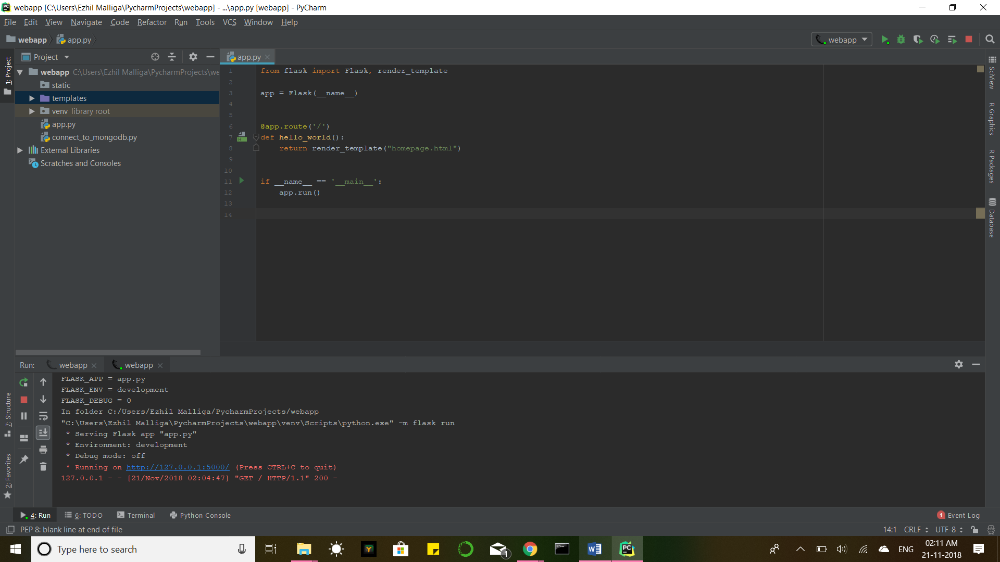 webapp [C:\Users\Ezhil Malliga\PycharmProjects\webapp] - ...\app.py [webapp] - PyCharm
File Edit View Navigate Code Refactor Run Tools VCS Window Help
webapp app.py webapp
1: Project
Project
webapp C:\Users\Ezhil Malliga\PycharmProjects\we
static
templates
venv library root
app.py
connect_to_mongodb.py
External Libraries
Scratches and Consoles
app.py
1 from flask import Flask, render_template
2
3 app = Flask(__name__)
4
5
6 @app.route('/')
7 def hello_world():
8 return render_template("homepage.html")
9
10
11 if __name__ == '__main__':
12 app.run()
13
14
SciView
R Graphics
R Packages
Database
Run: webapp webapp
FLASK_APP = app.py
FLASK_ENV = development
FLASK_DEBUG = 0
In folder C:/Users/Ezhil Malliga/PycharmProjects/webapp
"C:\Users\Ezhil Malliga\PycharmProjects\webapp\venv\Scripts\python.exe" -m flask run
* Serving Flask app "app.py"
* Environment: development
* Debug mode: off
* Running on http://127.0.0.1:5000/ (Press CTRL+C to quit)
127.0.0.1 - - [21/Nov/2018 02:04:47] "GET / HTTP/1.1" 200 -
7: Structure
2: Favorites
4: Run 6: TODO Terminal Python Console 1 Event Log
PEP 8: blank line at end of file 14:1 CRLF UTF-8
Type here to search 1 ENG 02:11 AM
21-11-2018